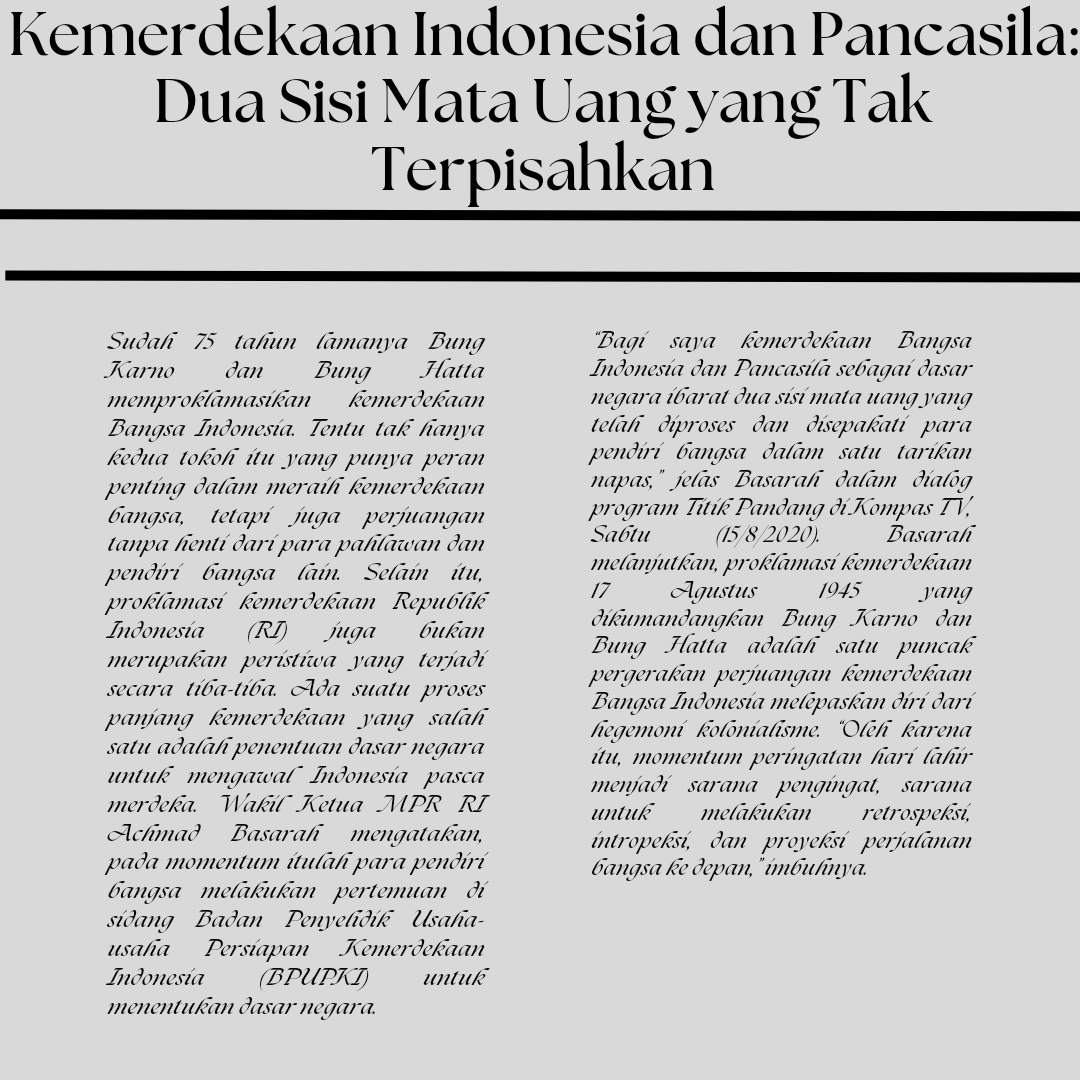 Kemerdekaan Indonesia dan Pancasila:
Dua Sisi Mata Uang yang Tak
Terpisahkan
Sudah 75 tahun lamanya Bung
Karno dan Bung Hatta
memproklamasikan kemerdekaan
Bangsa Indonesia. Tentu tak hanya
kedua tokoh itu yang punya peran
penting dalam meraih kemerdekaan
bangsa, tetapi juga perjuangan
tanpa henti dari para pahlawan dan
pendiri bangsa lain. Selain itu,
proklamasi kemerdekaan Republik
Indonesia (RI) juga bukan
merupakan peristiwa yang terjadi
secara tiba-tiba. Ada suatu proses
panjang kemerdekaan yang salah
satu adalah penentuan dasar negara
untuk mengawal Indonesia pasca
merdeka. Wakil Ketua MPR RI
Achmad Basarah mengatakan,
pada momentum itulah para pendiri
bangsa melakukan pertemuan di
sidang Badan Penyelidik Usaha-
usaha Persiapan Kemerdekaan
Indonesia (BPUPKI) untuk
menentukan dasar negara.
“Bagi saya kemerdekaan Bangsa
Indonesia dan Pancasila sebagai dasar
negara ibarat dua sisi mata uang yang
telah diproses dan disepakati para
pendiri bangsa dalam satu tarikan
napas,” jelas Basarah dalam dialog
program Titik Pandang di Kompas TV,
Sabtu (15/8/2020). Basarah
melanjutkan, proklamasi kemerdekaan
17 Agustus 1945 yang
dikumandangkan Bung Karno dan
Bung Hatta adalah satu puncak
pergerakan perjuangan kemerdekaan
Bangsa Indonesia melepaskan diri dari
hegemoni kolonialisme. “Oleh karena
itu, momentum peringatan hari lahir
menjadi sarana pengingat, sarana
untuk melakukan retrospeksi,
intropeksi, dan proyeksi perjalanan
bangsa ke depan,” imbuhnya.